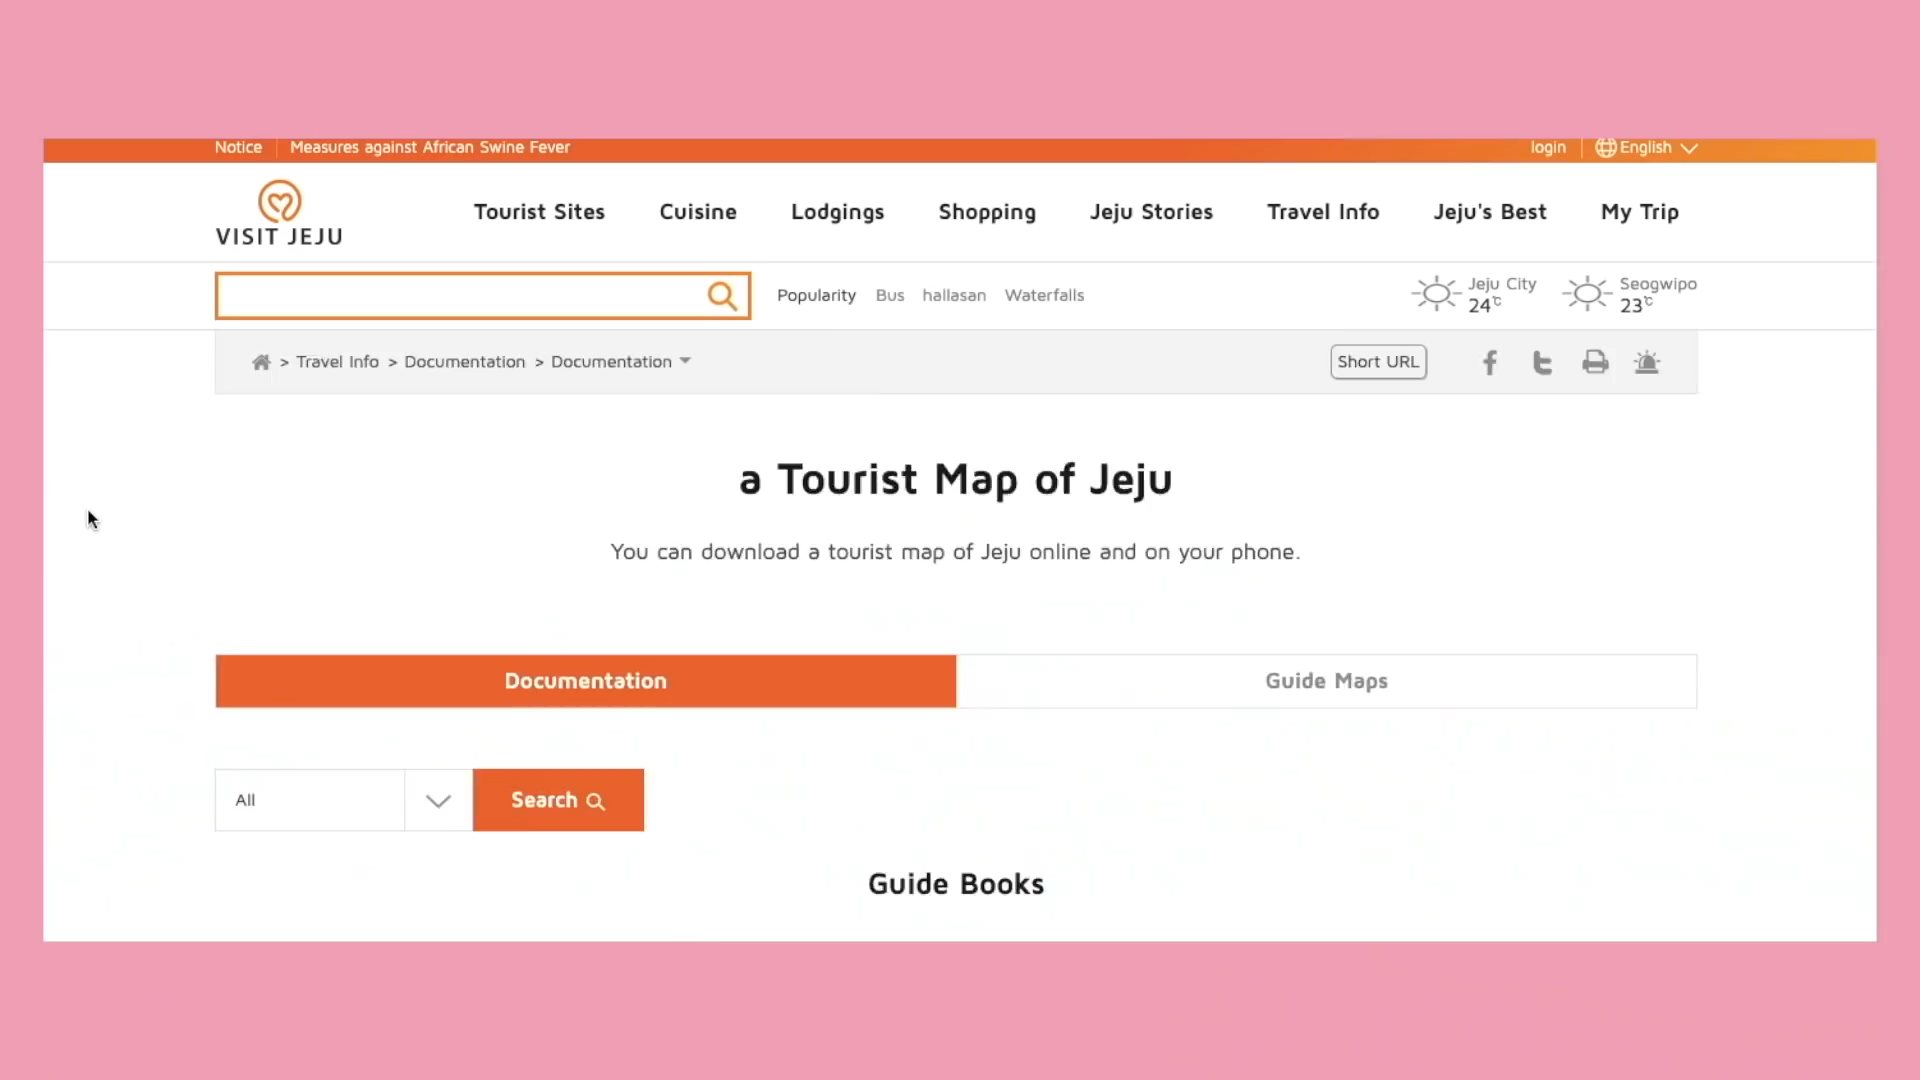 Notice Measures against African Swine Fever login English
VISIT JEJU
Tourist Sites Cuisine Lodgings Shopping Jeju Stories Travel Info Jeju's Best My Trip
Popularity Bus hallasan Waterfalls
Jeju City
24℃
Seogwipo
23℃
> Travel Info > Documentation > Documentation
Short URL
a Tourist Map of Jeju
You can download a tourist map of Jeju online and on your phone.
Documentation Guide Maps
All Search
Guide Books